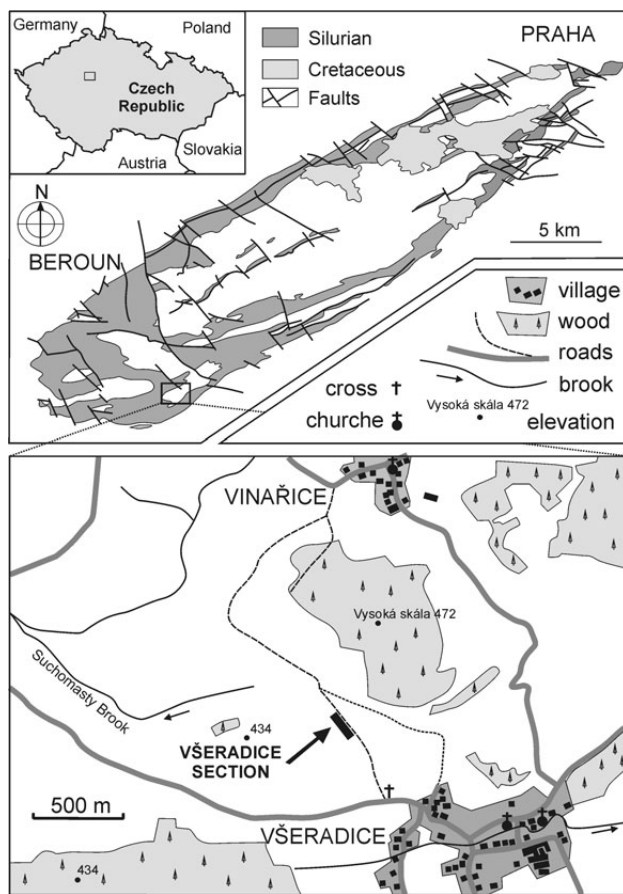 Germany
Poland
Czech
Republic
Slovakia
Austria
Silurian
Cretaceous
Faults
PRAHA
N
BEROUN
5 km
village
wood
roads
brook
cross
churche
Vysoká skála 472
elevation
VINAŘICE
Vysoká skála 472
Suchomasty Brook
434
VŠERADICE
SECTION
500 m
VŠERADICE
434